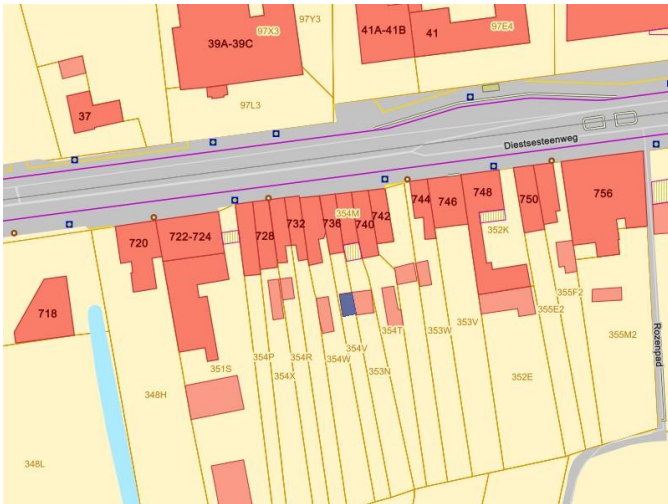 97Y3
97X3
39A-39C
41A-41B
41
97E4
37
97L3
Diestsesteenweg
720
722-724
728
732
736
354M
740
742
744
746
748
352K
750
756
718
351S
354P
354X
354R
354W
354V
353N
354T
353W
353V
352E
355E2
355F2
355M2
Rozenpad
348H
348L